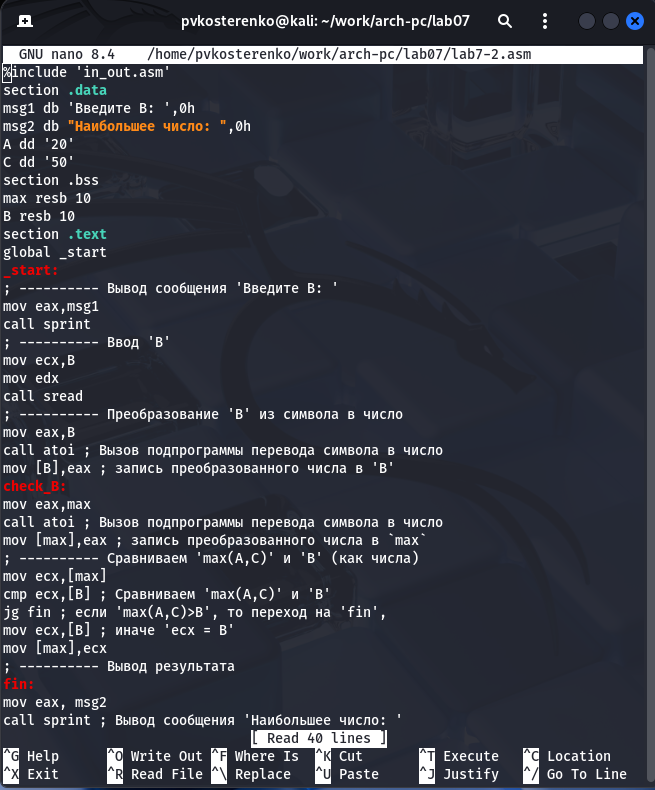 pvkosterenko@kali: ~/work/arch-pc/lab07
GNU nano 8.4 /home/pvkosterenko/work/arch-pc/lab07/lab7-2.asm
%include 'in_out.asm'
section .data
msg1 db 'Введите B: ',0h
msg2 db "Наибольшее число: ",0h
A dd '20'
C dd '50'
section .bss
max resb 10
B resb 10
section .text
global _start
_start:
; ---------- Вывод сообщения 'Введите B: '
mov eax,msg1
call sprint
; ---------- Ввод 'B'
mov ecx,B
mov edx
call sread
; ---------- Преобразование 'B' из символа в число
mov eax,B
call atoi ; Вызов подпрограммы перевода символа в число
mov [B],eax ; запись преобразованного числа в 'B'
check_B:
mov eax,max
call atoi ; Вызов подпрограммы перевода символа в число
mov [max],eax ; запись преобразованного числа в `max`
; ---------- Сравниваем 'max(A,C)' и 'B' (как числа)
mov ecx,[max]
cmp ecx,[B] ; Сравниваем 'max(A,C)' и 'B'
jg fin ; если 'max(A,C)>B', то переход на 'fin',
mov ecx,[B] ; иначе 'ecx = B'
mov [max],ecx
; ---------- Вывод результата
fin:
mov eax, msg2
call sprint ; Вывод сообщения 'Наибольшее число: '
[ Read 40 lines ]
^G Help ^O Write Out ^F Where Is ^K Cut ^T Execute ^C Location
^X Exit ^R Read File ^\ Replace ^U Paste ^J Justify ^/ Go To Line